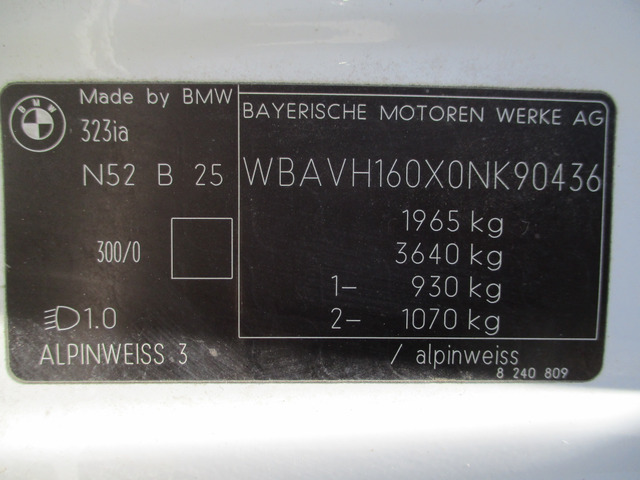 BMW
Made by BMW
323ia
N52 B 25
300/0
1.0
ALPINWEISS 3
BAYERISCHE MOTOREN WERKE AG
WBAVH160X0NK90436
1965 kg
3640 kg
1- 930 kg
2- 1070 kg
/ alpinweiss
8 240 809